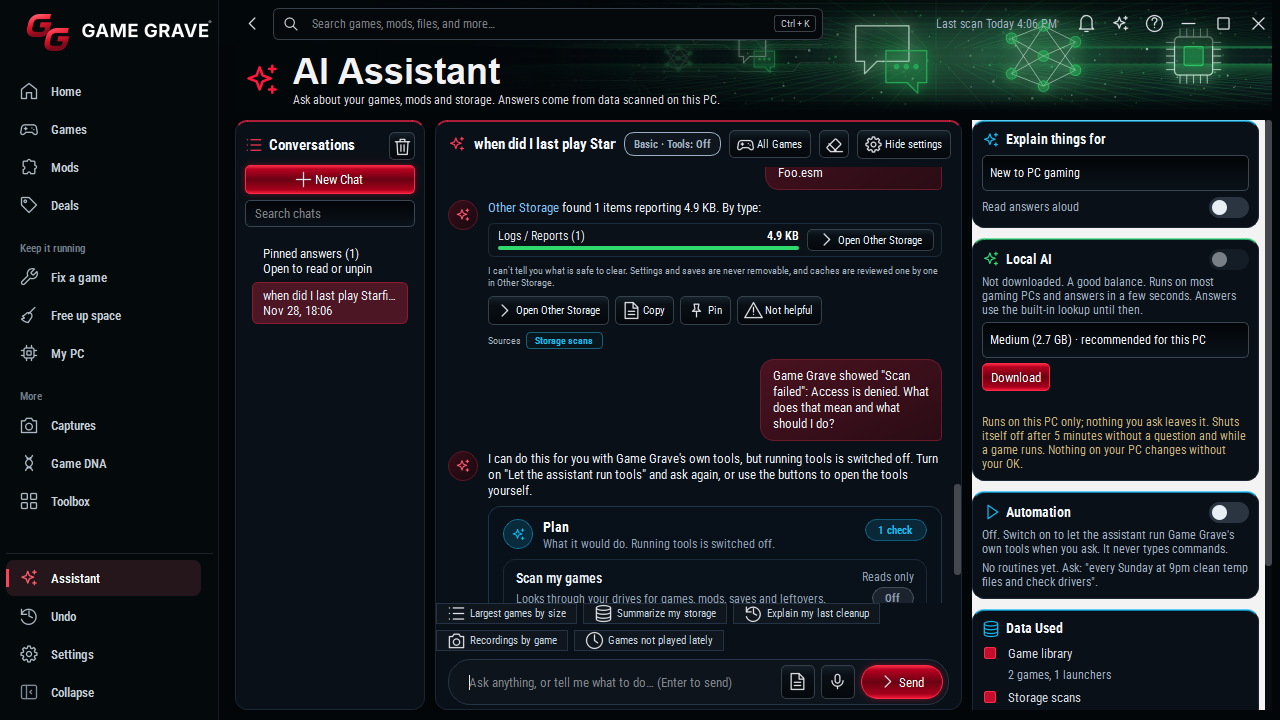 GG GAME GRAVE
Search games, mods, files, and more...
Ctrl + K
Last scan Today 4:06 PM
AI Assistant
Ask about your games, mods and storage. Answers come from data scanned on this PC.
Home
Games
Mods
Deals
Keep it running
Fix a game
Free up space
My PC
More
Captures
Game DNA
Toolbox
Assistant
Undo
Settings
Collapse
Conversations
New Chat
Search chats
Pinned answers (1)
Open to read or unpin
when did I last play Starfi...
Nov 28, 18:06
when did I last play Star
Basic · Tools: Off
All Games
Hide settings
Foo.esm
Other Storage found 1 items reporting 4.9 KB. By type:
Logs / Reports (1)
4.9 KB
Open Other Storage
I can't tell you what is safe to clear. Settings and saves are never removable, and caches are reviewed one by one
in Other Storage.
Open Other Storage
Copy
Pin
Not helpful
Sources
Storage scans
Game Grave showed "Scan
failed": Access is denied. What
does that mean and what
should I do?
I can do this for you with Game Grave's own tools, but running tools is switched off. Turn
on "Let the assistant run tools" and ask again, or use the buttons to open the tools
yourself.
Plan
What it would do. Running tools is switched off.
1 check
Scan my games
Reads only
Looks through your drives for games, mods, saves and leftovers.
Off
Largest games by size
Summarize my storage
Explain my last cleanup
Recordings by game
Games not played lately
Ask anything, or tell me what to do... (Enter to send)
Send
Explain things for
New to PC gaming
Read answers aloud
Local AI
Not downloaded. A good balance. Runs on most
gaming PCs and answers in a few seconds. Answers
use the built-in lookup until then.
Medium (2.7 GB) · recommended for this PC
Download
Runs on this PC only; nothing you ask leaves it. Shuts
itself off after 5 minutes without a question and while
a game runs. Nothing on your PC changes without
your OK.
Automation
Off. Switch on to let the assistant run Game Grave's
own tools when you ask. It never types commands.
No routines yet. Ask: "every Sunday at 9pm clean temp
files and check drivers".
Data Used
Game library
2 games, 1 launchers
Storage scans